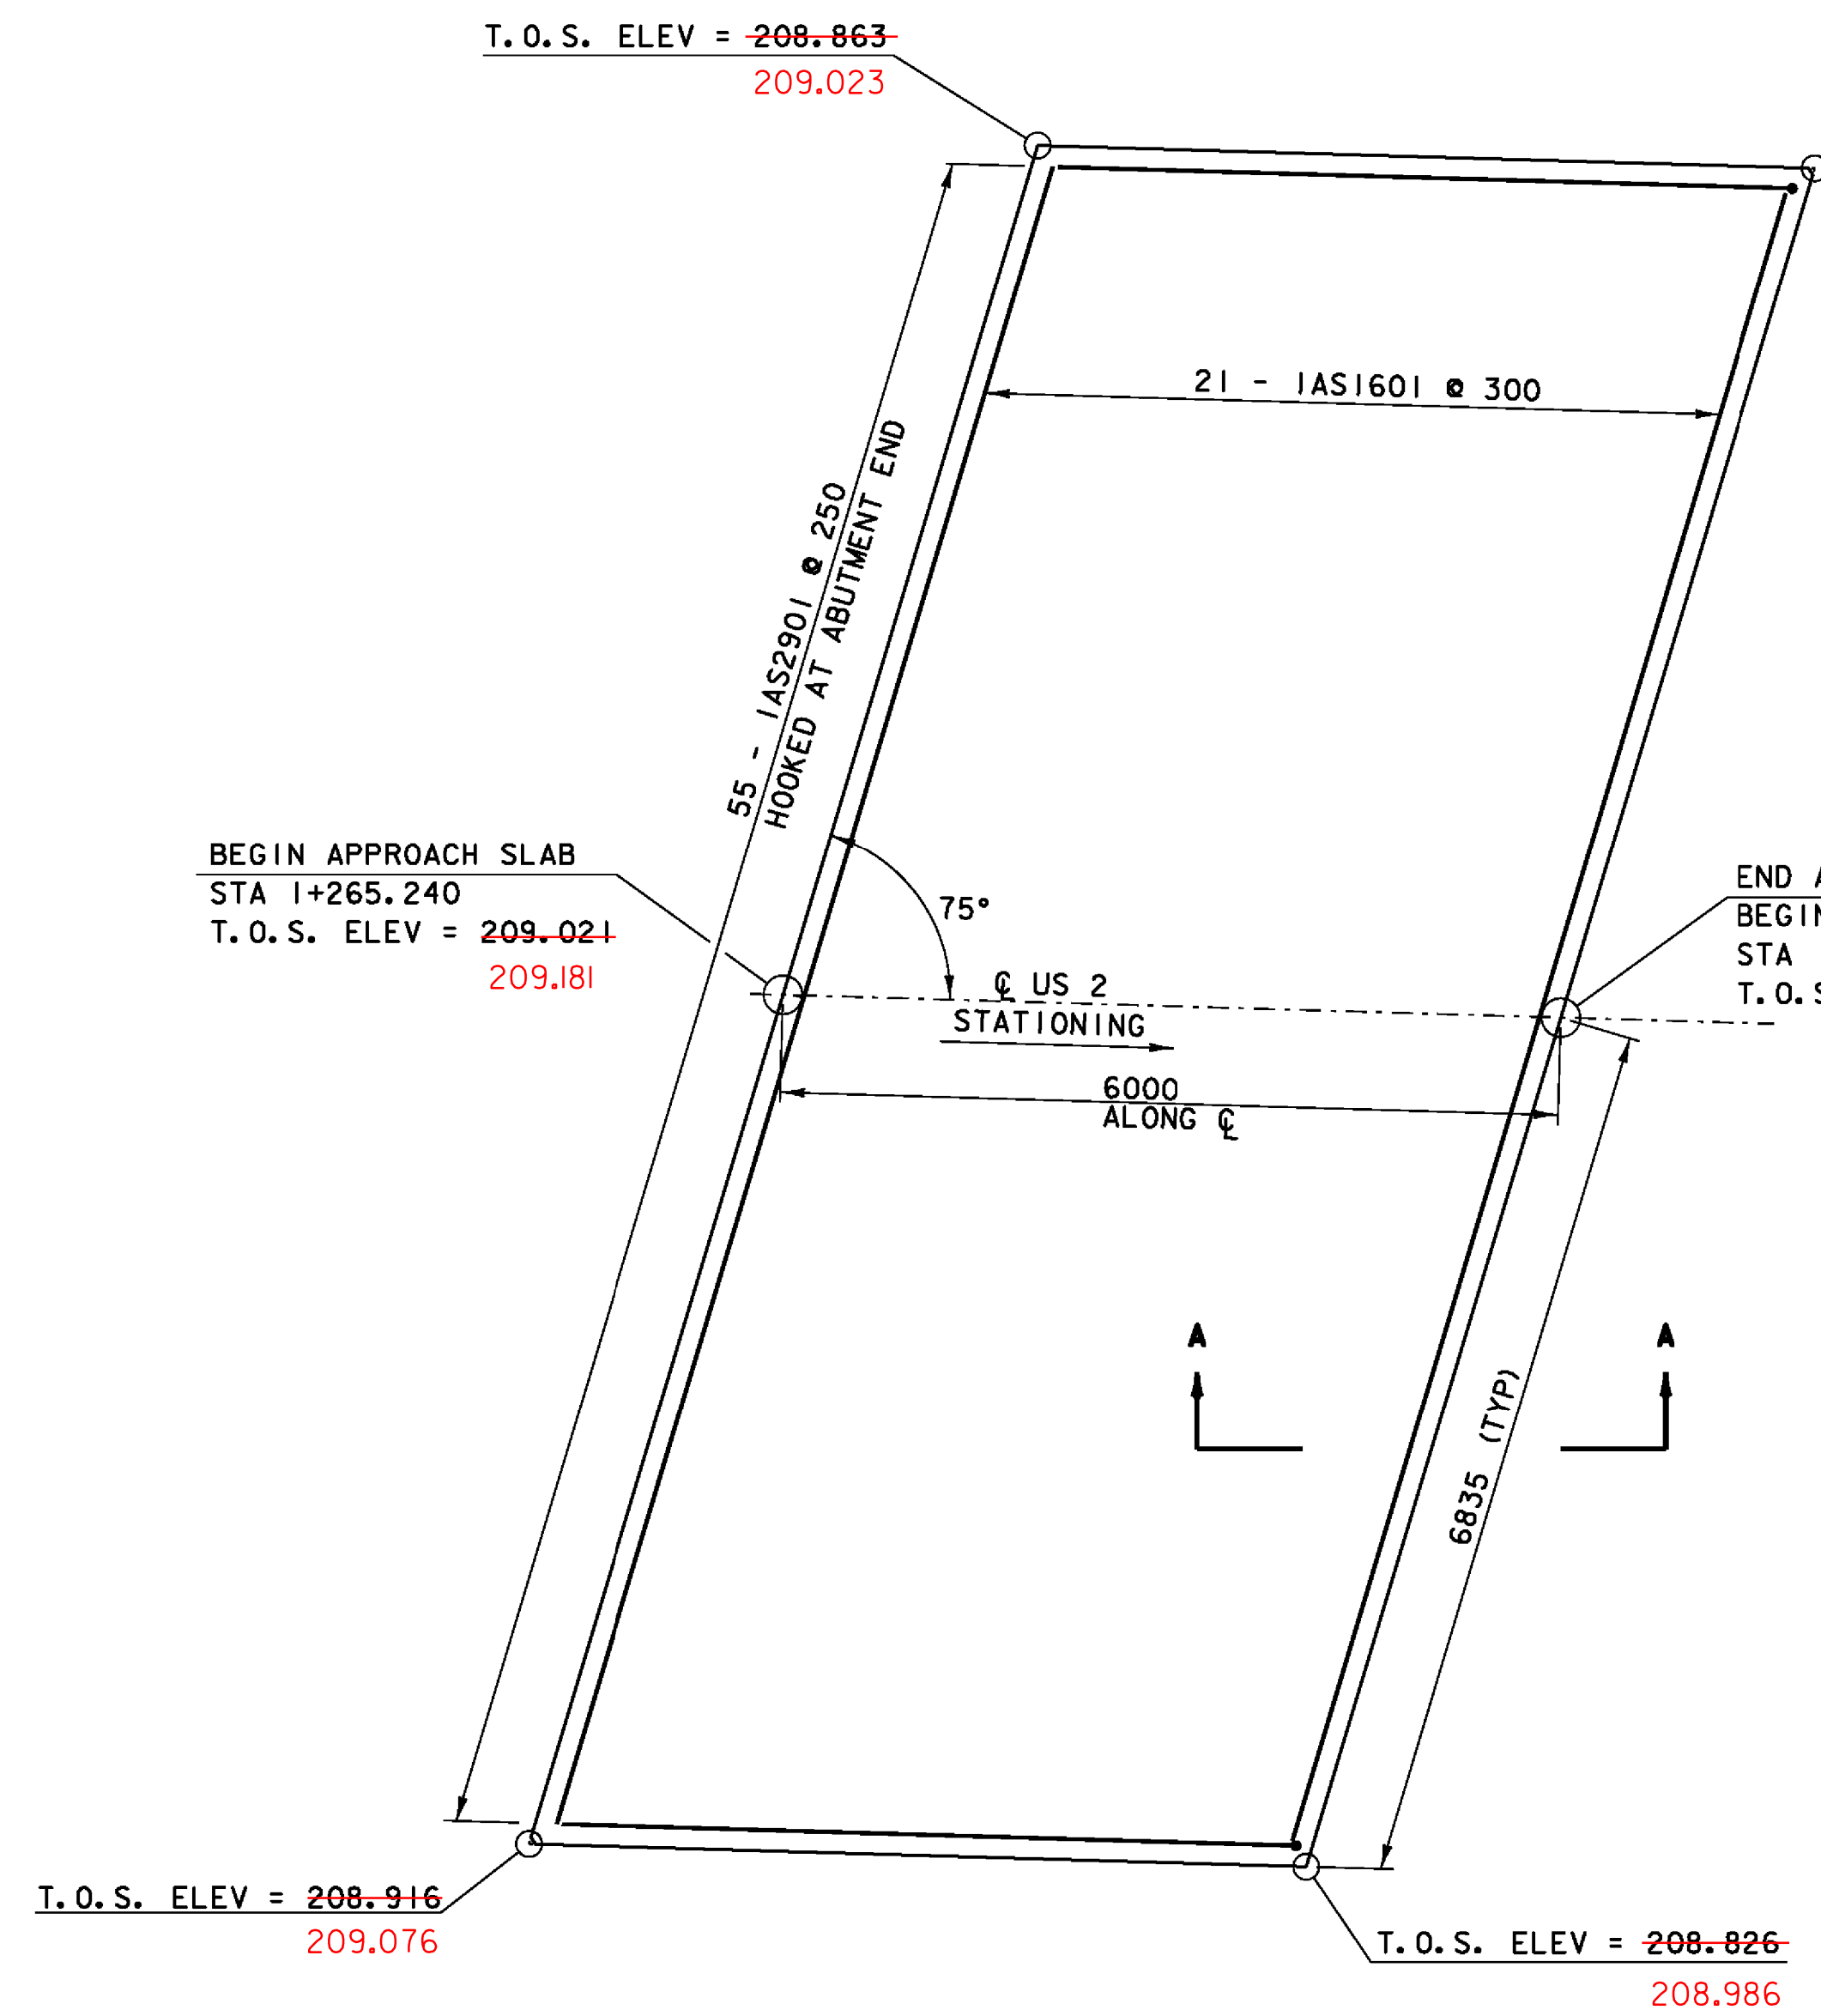 T.O.S. ELEV = 208.863
209.023
21 - 1AS1601 @ 300
55 - 1AS2901 @ 250
HOOKED AT ABUTMENT END
BEGIN APPROACH SLAB
STA 1+265.240
T.O.S. ELEV = 209.021
209.181
75°
℄ US 2
STATIONING
6000
ALONG ℄
END A
BEGIN
STA
T.O.S
A A
6835 (TYP)
T.O.S. ELEV = 208.916
209.076
T.O.S. ELEV = 208.826
208.986